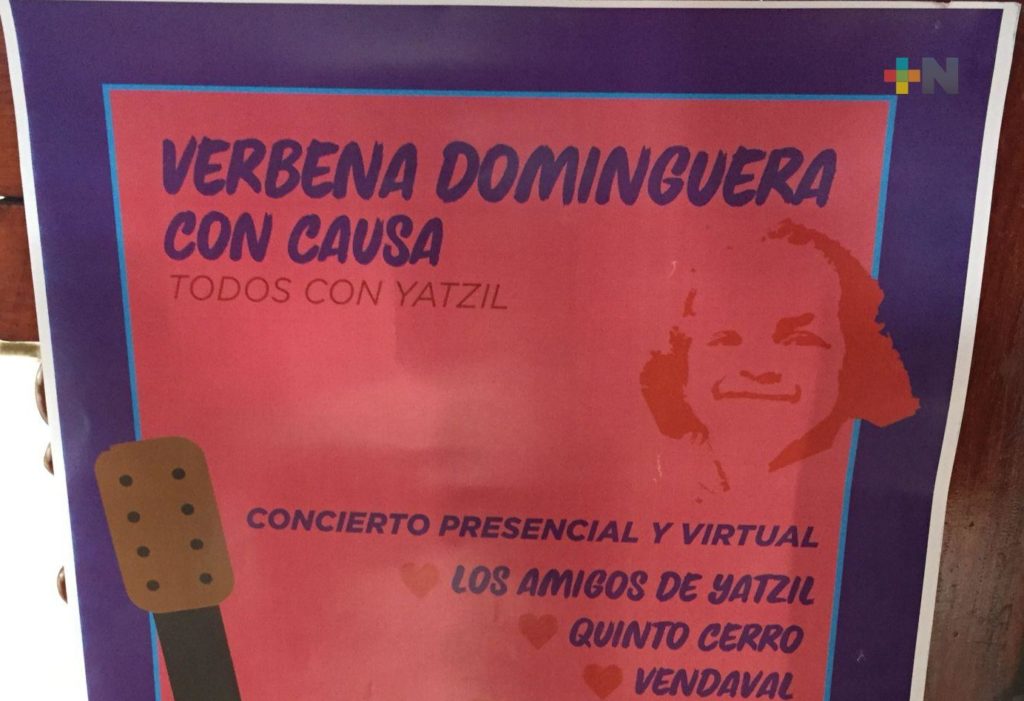 +N
VERBENA DOMINGUERA
CON CAUSA
TODOS CON YATZIL
CONCIERTO PRESENCIAL Y VIRTUAL
LOS AMIGOS DE YATZIL
QUINTO CERRO
VENDAVAL